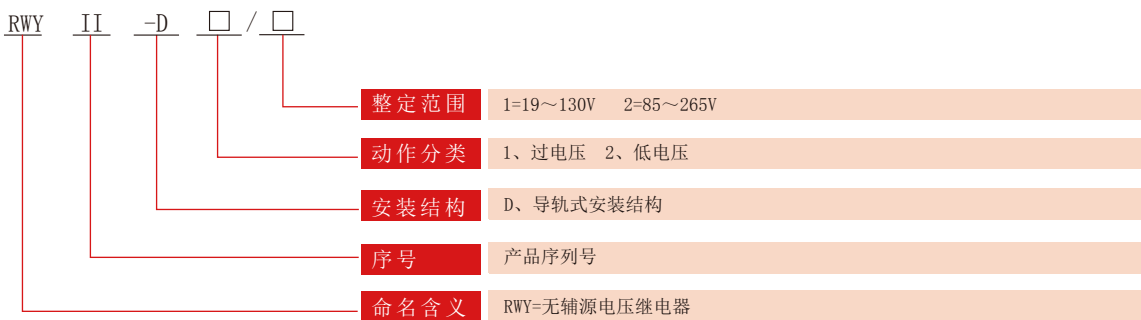 RWY II -D □/□
整定范围 1=19～130V 2=85～265V
动作分类 1、过电压 2、低电压
安装结构 D、导轨式安装结构
序号 产品序列号
命名含义 RWY=无辅源电压继电器